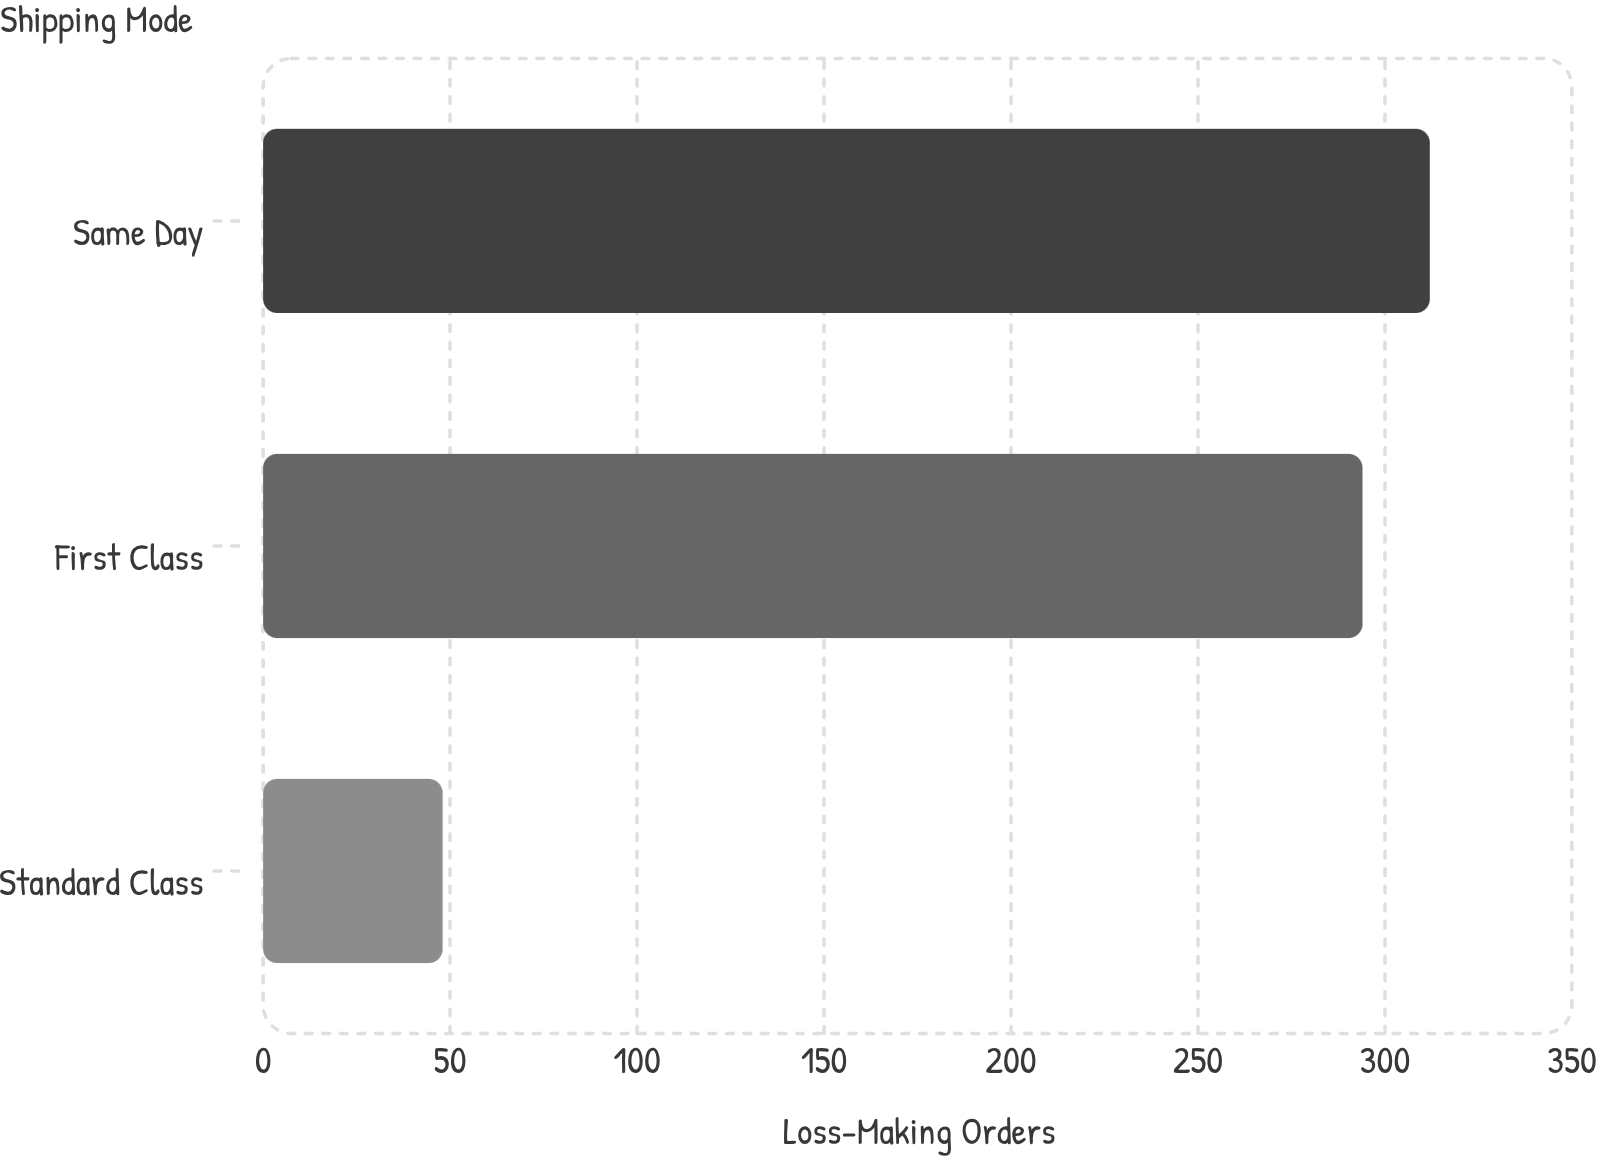 Shipping Mode
Same Day
First Class
Standard Class
0 50 100 150 200 250 300 350
Loss-Making Orders